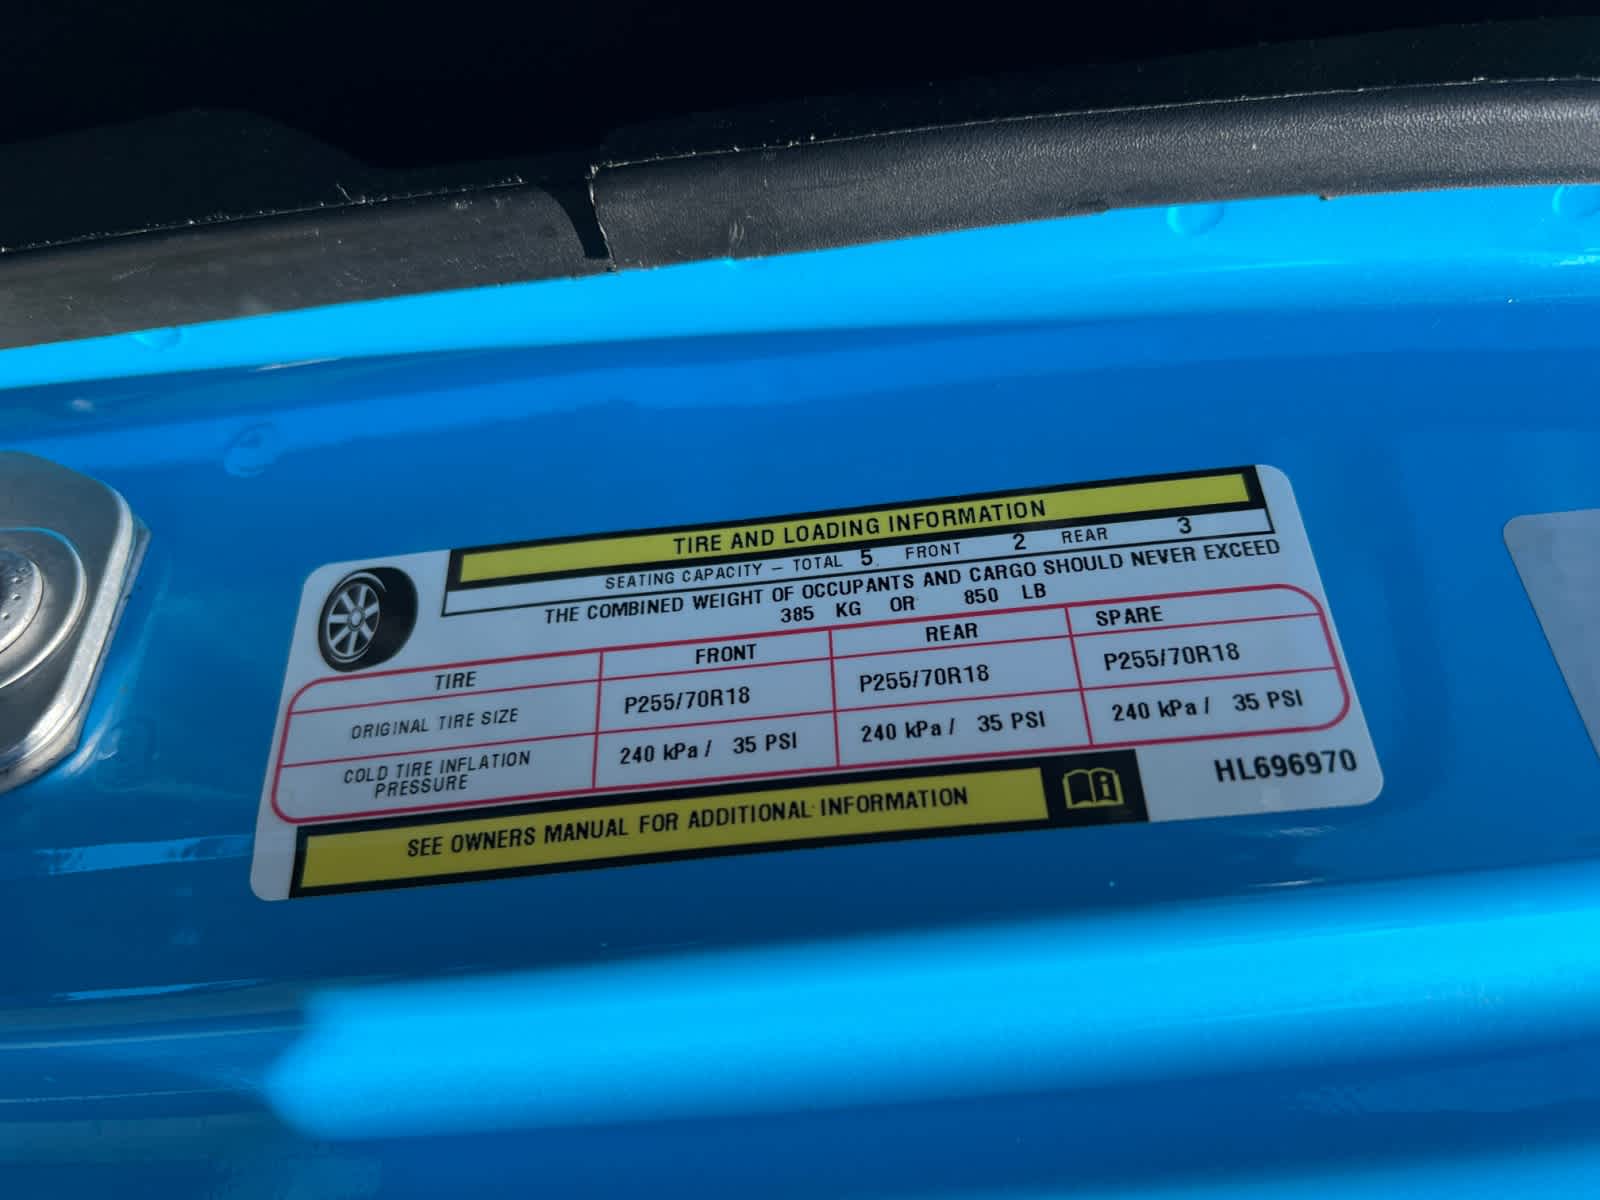 TIRE AND LOADING INFORMATION
SEATING CAPACITY – TOTAL 5 FRONT 2 REAR 3
THE COMBINED WEIGHT OF OCCUPANTS AND CARGO SHOULD NEVER EXCEED
385 KG OR 850 LB
TIRE FRONT REAR SPARE
ORIGINAL TIRE SIZE P255/70R18 P255/70R18 P255/70R18
COLD TIRE INFLATION
PRESSURE 240 kPa / 35 PSI 240 kPa / 35 PSI 240 kPa / 35 PSI
SEE OWNERS MANUAL FOR ADDITIONAL INFORMATION
HL696970